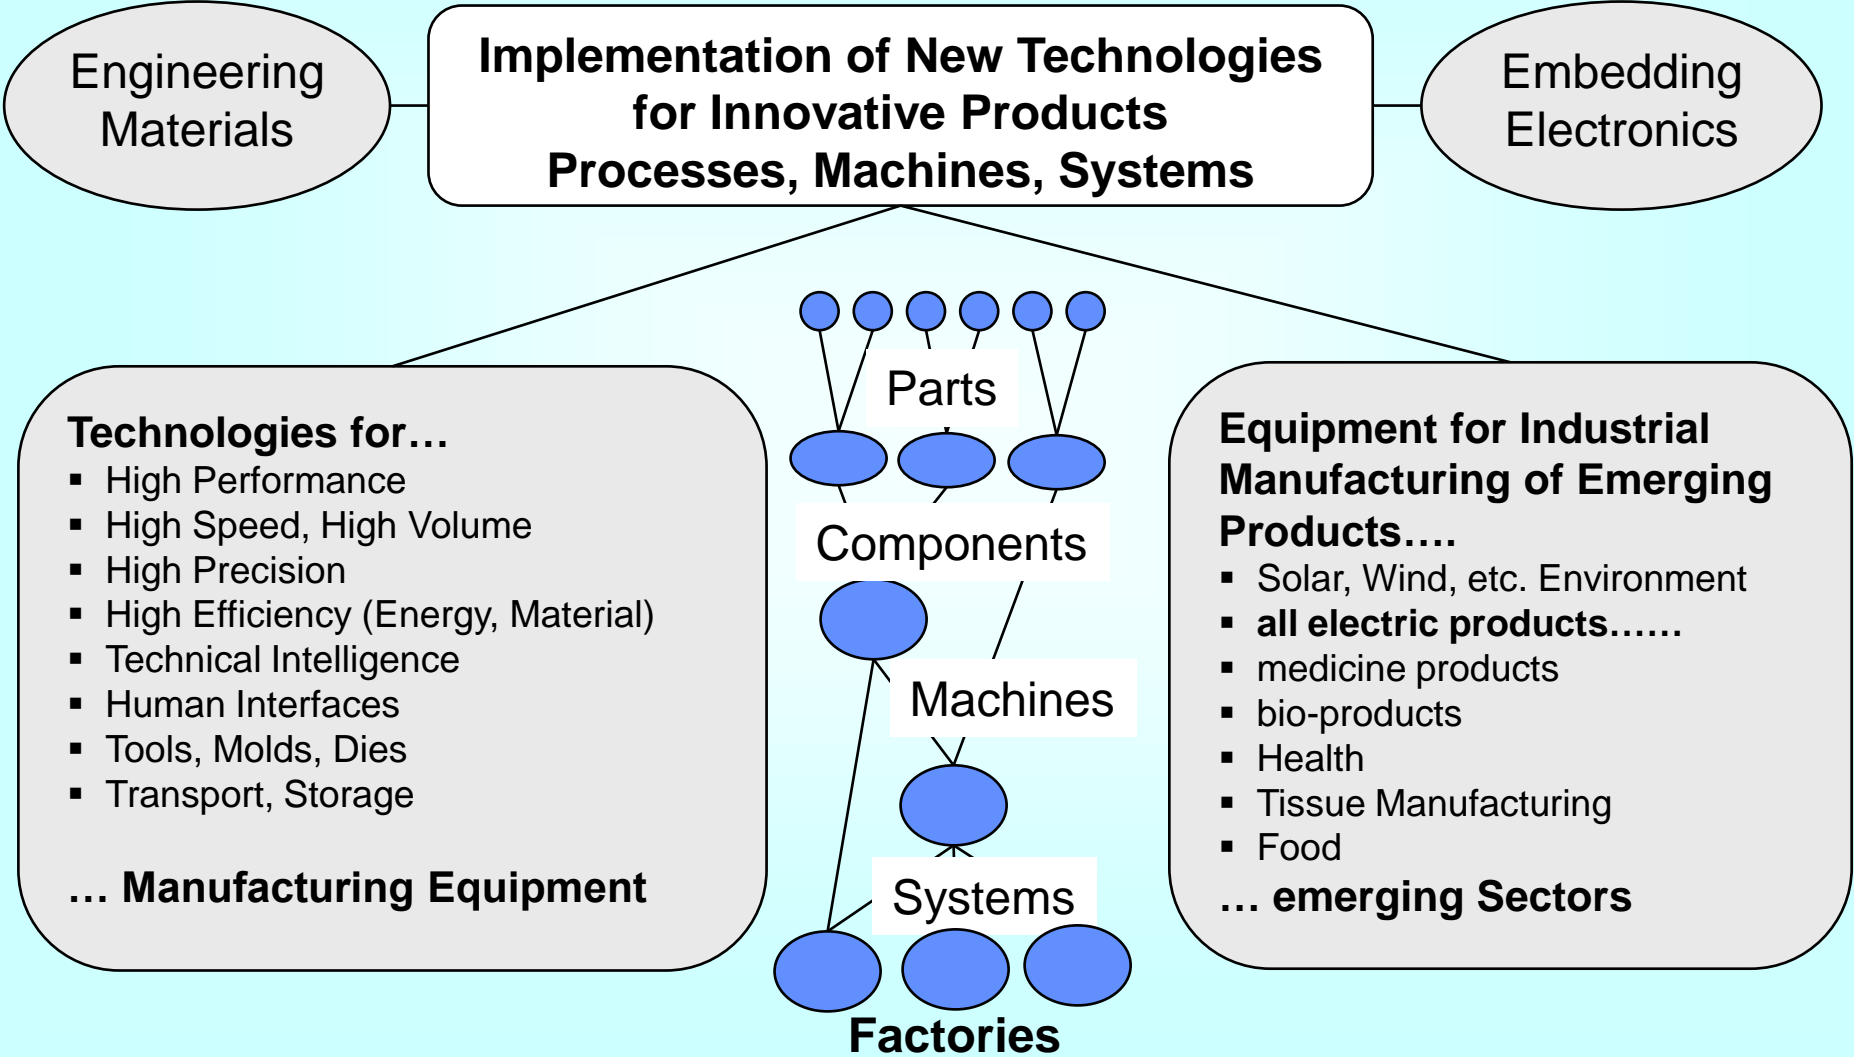 Engineering
Materials
Implementation of New Technologies
for Innovative Products
Processes, Machines, Systems
Embedding
Electronics
Technologies for…
▪ High Performance
▪ High Speed, High Volume
▪ High Precision
▪ High Efficiency (Energy, Material)
▪ Technical Intelligence
▪ Human Interfaces
▪ Tools, Molds, Dies
▪ Transport, Storage
… Manufacturing Equipment
Parts
Components
Machines
Systems
Factories
Equipment for Industrial
Manufacturing of Emerging
Products….
▪ Solar, Wind, etc. Environment
▪ all electric products……
▪ medicine products
▪ bio-products
▪ Health
▪ Tissue Manufacturing
▪ Food
… emerging Sectors